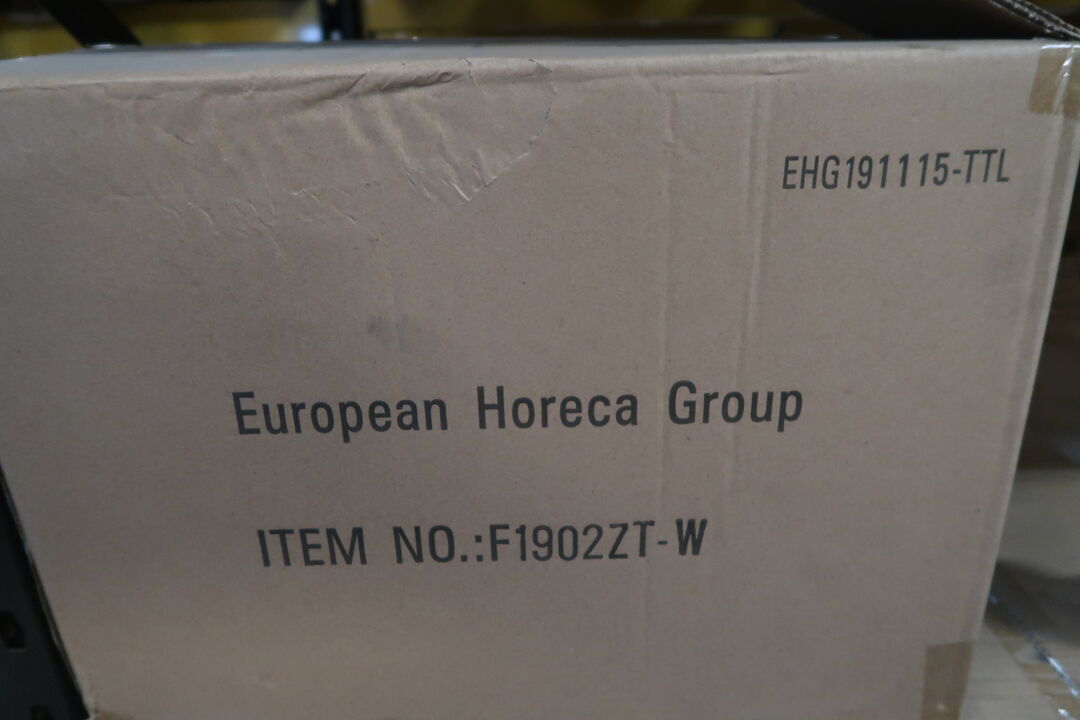 EHG191115-TTL
European Horeca Group
ITEM NO.:F1902ZT-W